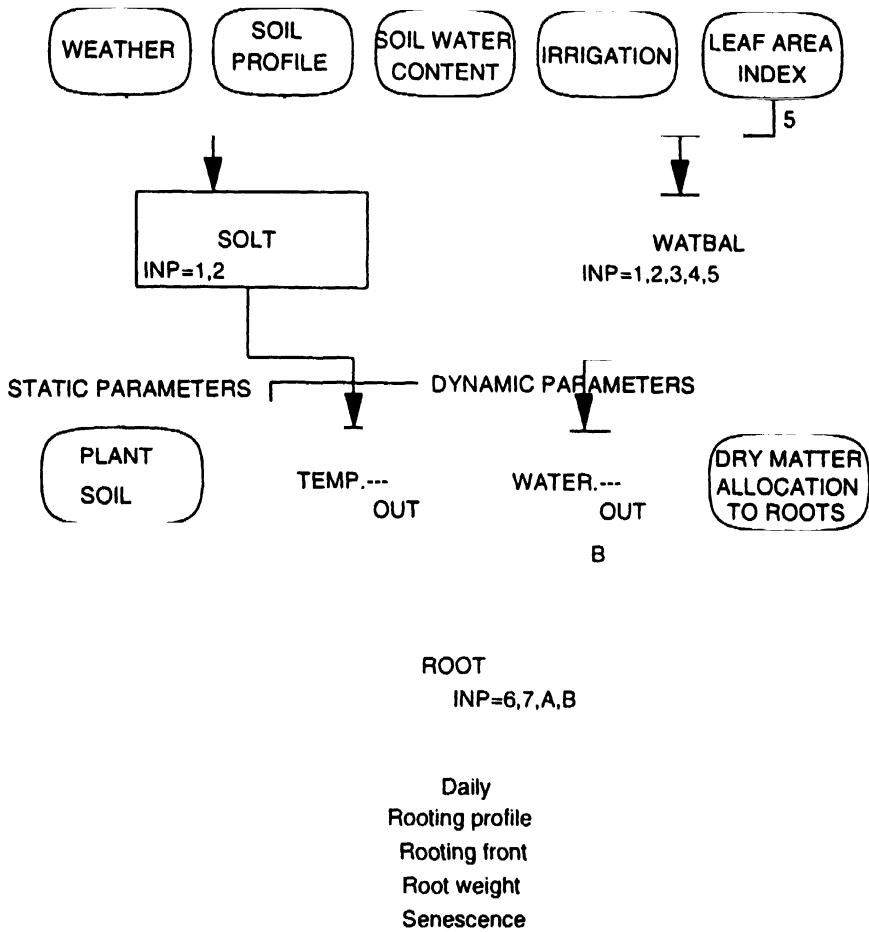 WEATHER
SOIL
PROFILE
SOIL WATER
CONTENT
IRRIGATION
LEAF AREA
INDEX
5
SOLT
INP=1,2
WATBAL
INP=1,2,3,4,5
STATIC PARAMETERS
DYNAMIC PARAMETERS
PLANT
SOIL
TEMP.---
OUT
WATER.---
OUT
B
DRY MATTER
ALLOCATION
TO ROOTS
ROOT
INP=6,7,A,B
Daily
Rooting profile
Rooting front
Root weight
Senescence